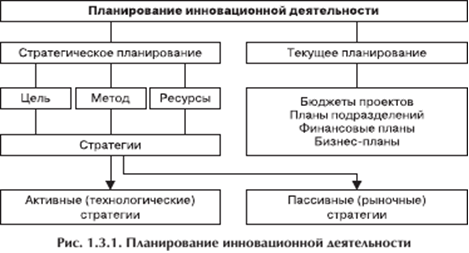 Планирование инновационной деятельности
Стратегическое планирование
Текущее планирование
Цель
Метод
Ресурсы
Бюджеты проектов
Планы подразделений
Финансовые планы
Бизнес-планы
Стратегии
Активные (технологические)
стратегии
Пассивные (рыночные)
стратегии
Рис. 1.3.1. Планирование инновационной деятельности